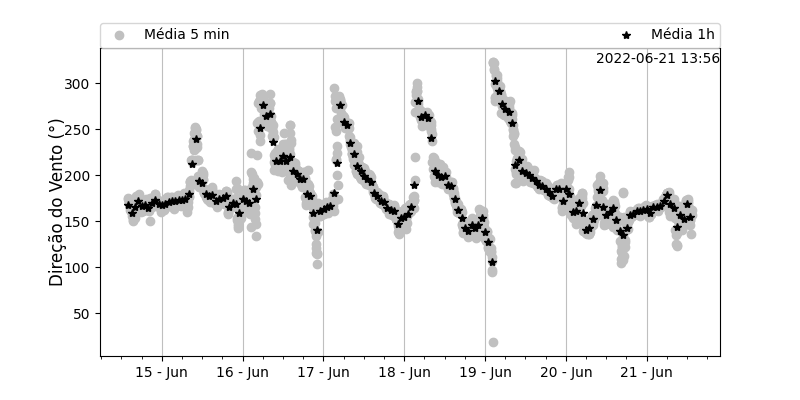 Média 5 min Média 1h
2022-06-21 13:56
Direção do Vento (°)
300
250
200
150
100
50
15 - Jun 16 - Jun 17 - Jun 18 - Jun 19 - Jun 20 - Jun 21 - Jun